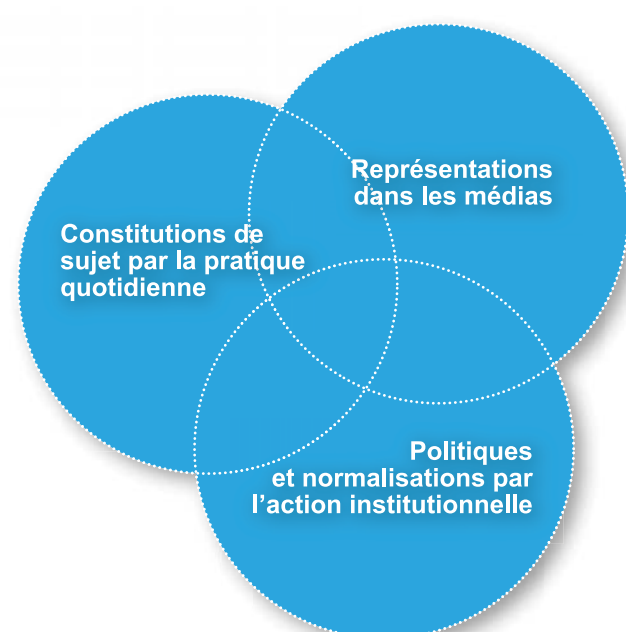 Représentations
dans les médias
Constitutions de
sujet par la pratique
quotidienne
Politiques
et normalisations par
l’action institutionnelle